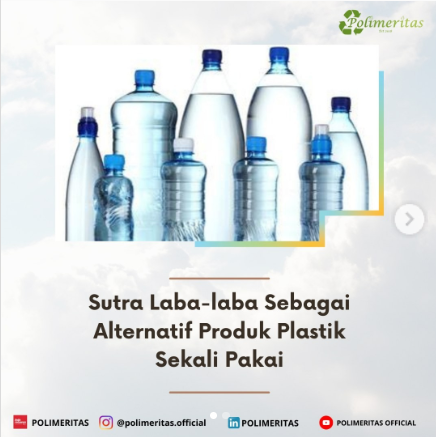 Polimeritas
Sutra Laba-laba Sebagai
Alternatif Produk Plastik
Sekali Pakai
POLIMERITAS
@polimeritas.official
POLIMERITAS
POLIMERITAS OFFICIAL